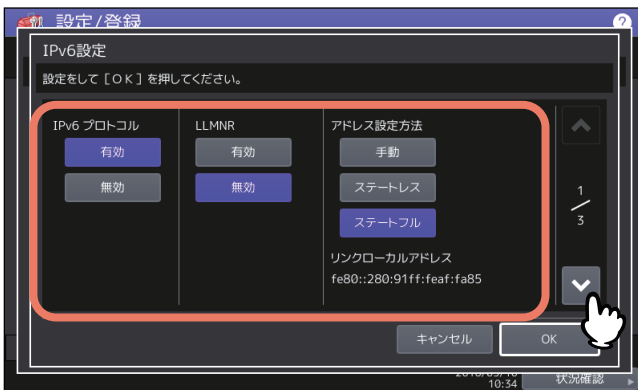 設定/登録
?
IPv6設定
設定をして［OK］を押してください。
IPv6 プロトコル
有効
無効
LLMNR
有効
無効
アドレス設定方法
手動
ステートレス
ステートフル
リンクローカルアドレス
fe80::280:91ff:feaf:fa85
1
3
キャンセル
OK
10:34
状況確認